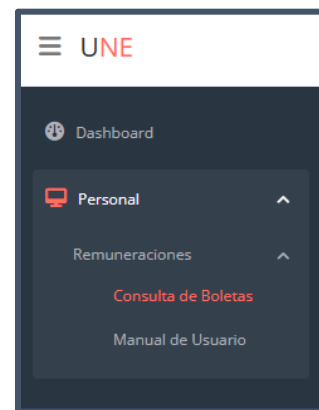 UNE
Dashboard
Personal
Remuneraciones
Consulta de Boletas
Manual de Usuario